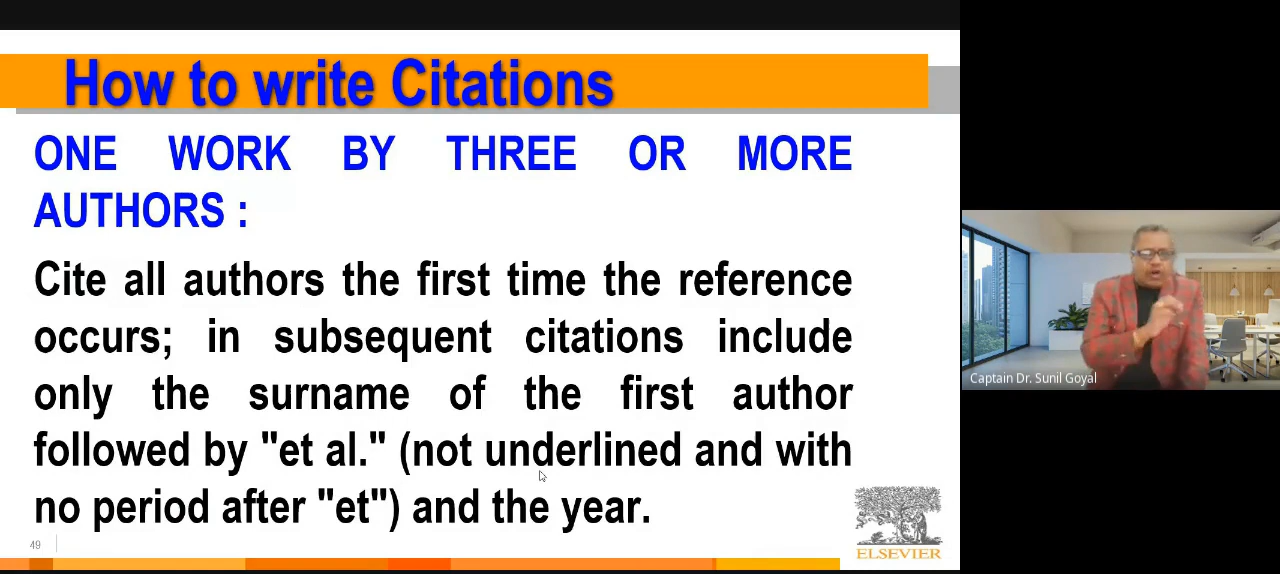 How to write Citations
ONE WORK BY THREE OR MORE
AUTHORS :
Cite all authors the first time the reference
occurs; in subsequent citations include
only the surname of the first author
followed by "et al." (not underlined and with
no period after "et") and the year.
49
ELSEVIER
Captain Dr. Sunil Goyal